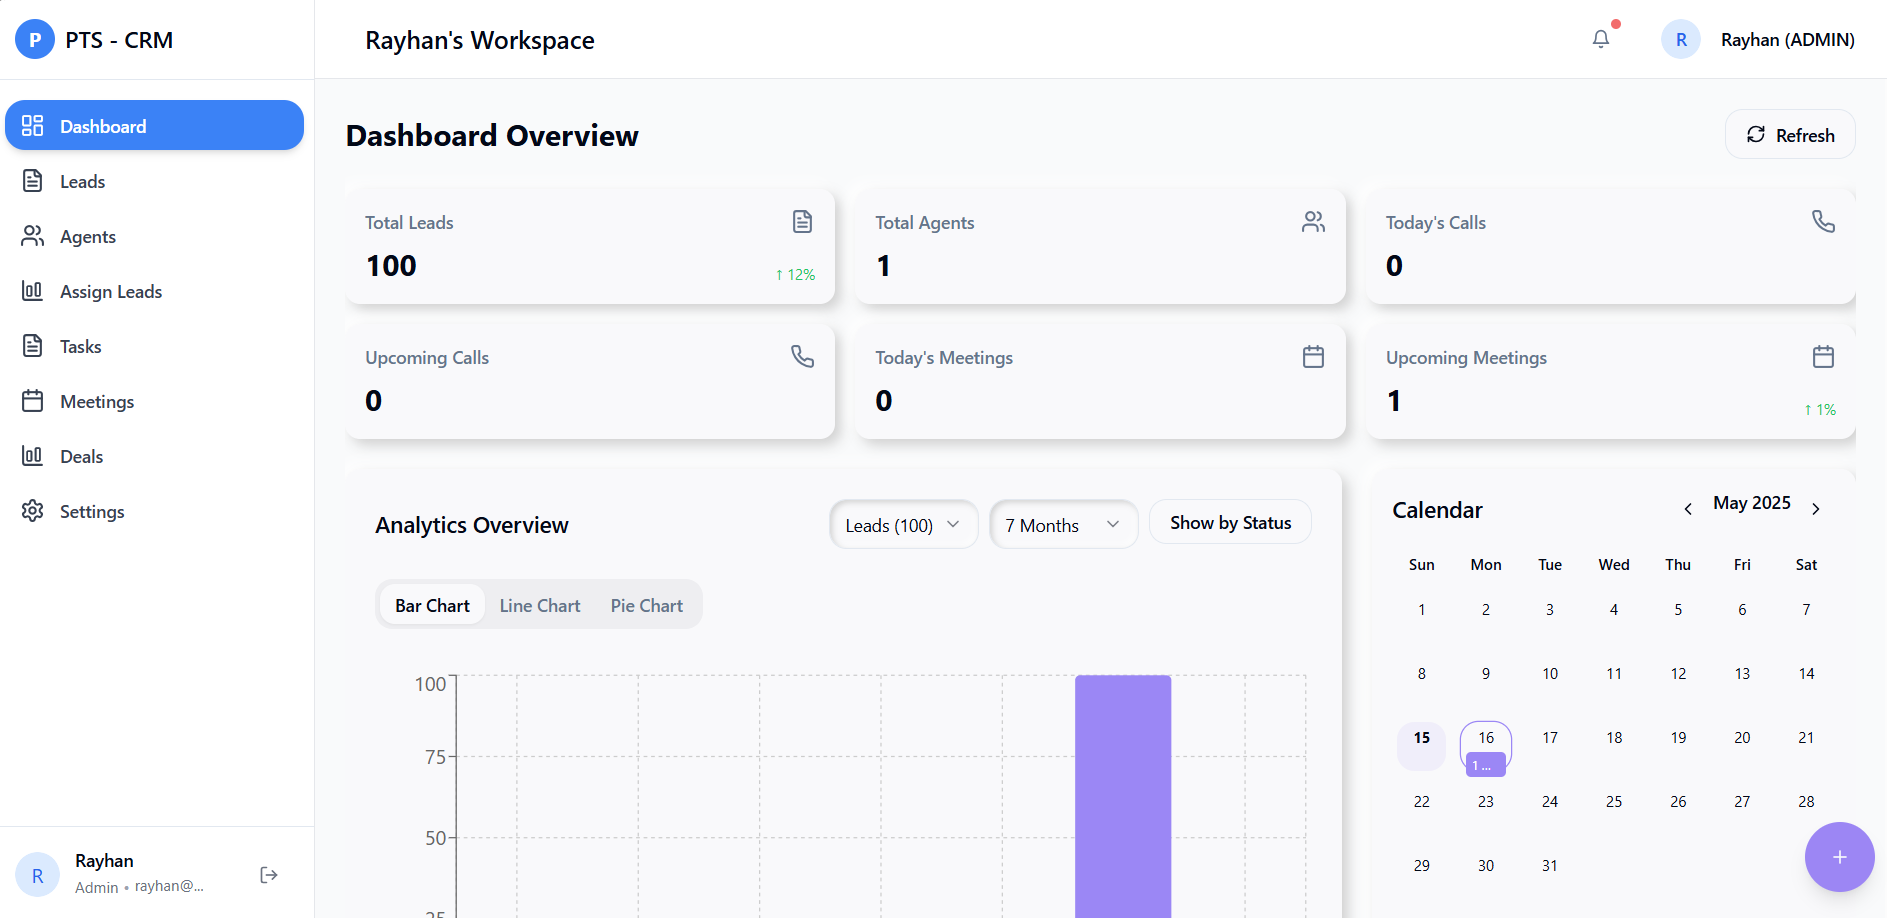 P PTS - CRM
Rayhan's Workspace
R Rayhan (ADMIN)
Dashboard
Leads
Agents
Assign Leads
Tasks
Meetings
Deals
Settings
R Rayhan
Admin • rayhan@...
Dashboard Overview
Refresh
Total Leads
100
↑ 12%
Total Agents
1
Today's Calls
0
Upcoming Calls
0
Today's Meetings
0
Upcoming Meetings
1
↑ 1%
Analytics Overview
Leads (100)
7 Months
Show by Status
Bar Chart Line Chart Pie Chart
100
75
50
25
Calendar
May 2025
Sun Mon Tue Wed Thu Fri Sat
1 2 3 4 5 6 7
8 9 10 11 12 13 14
15 16 17 18 19 20 21
1 ...
22 23 24 25 26 27 28
29 30 31
+